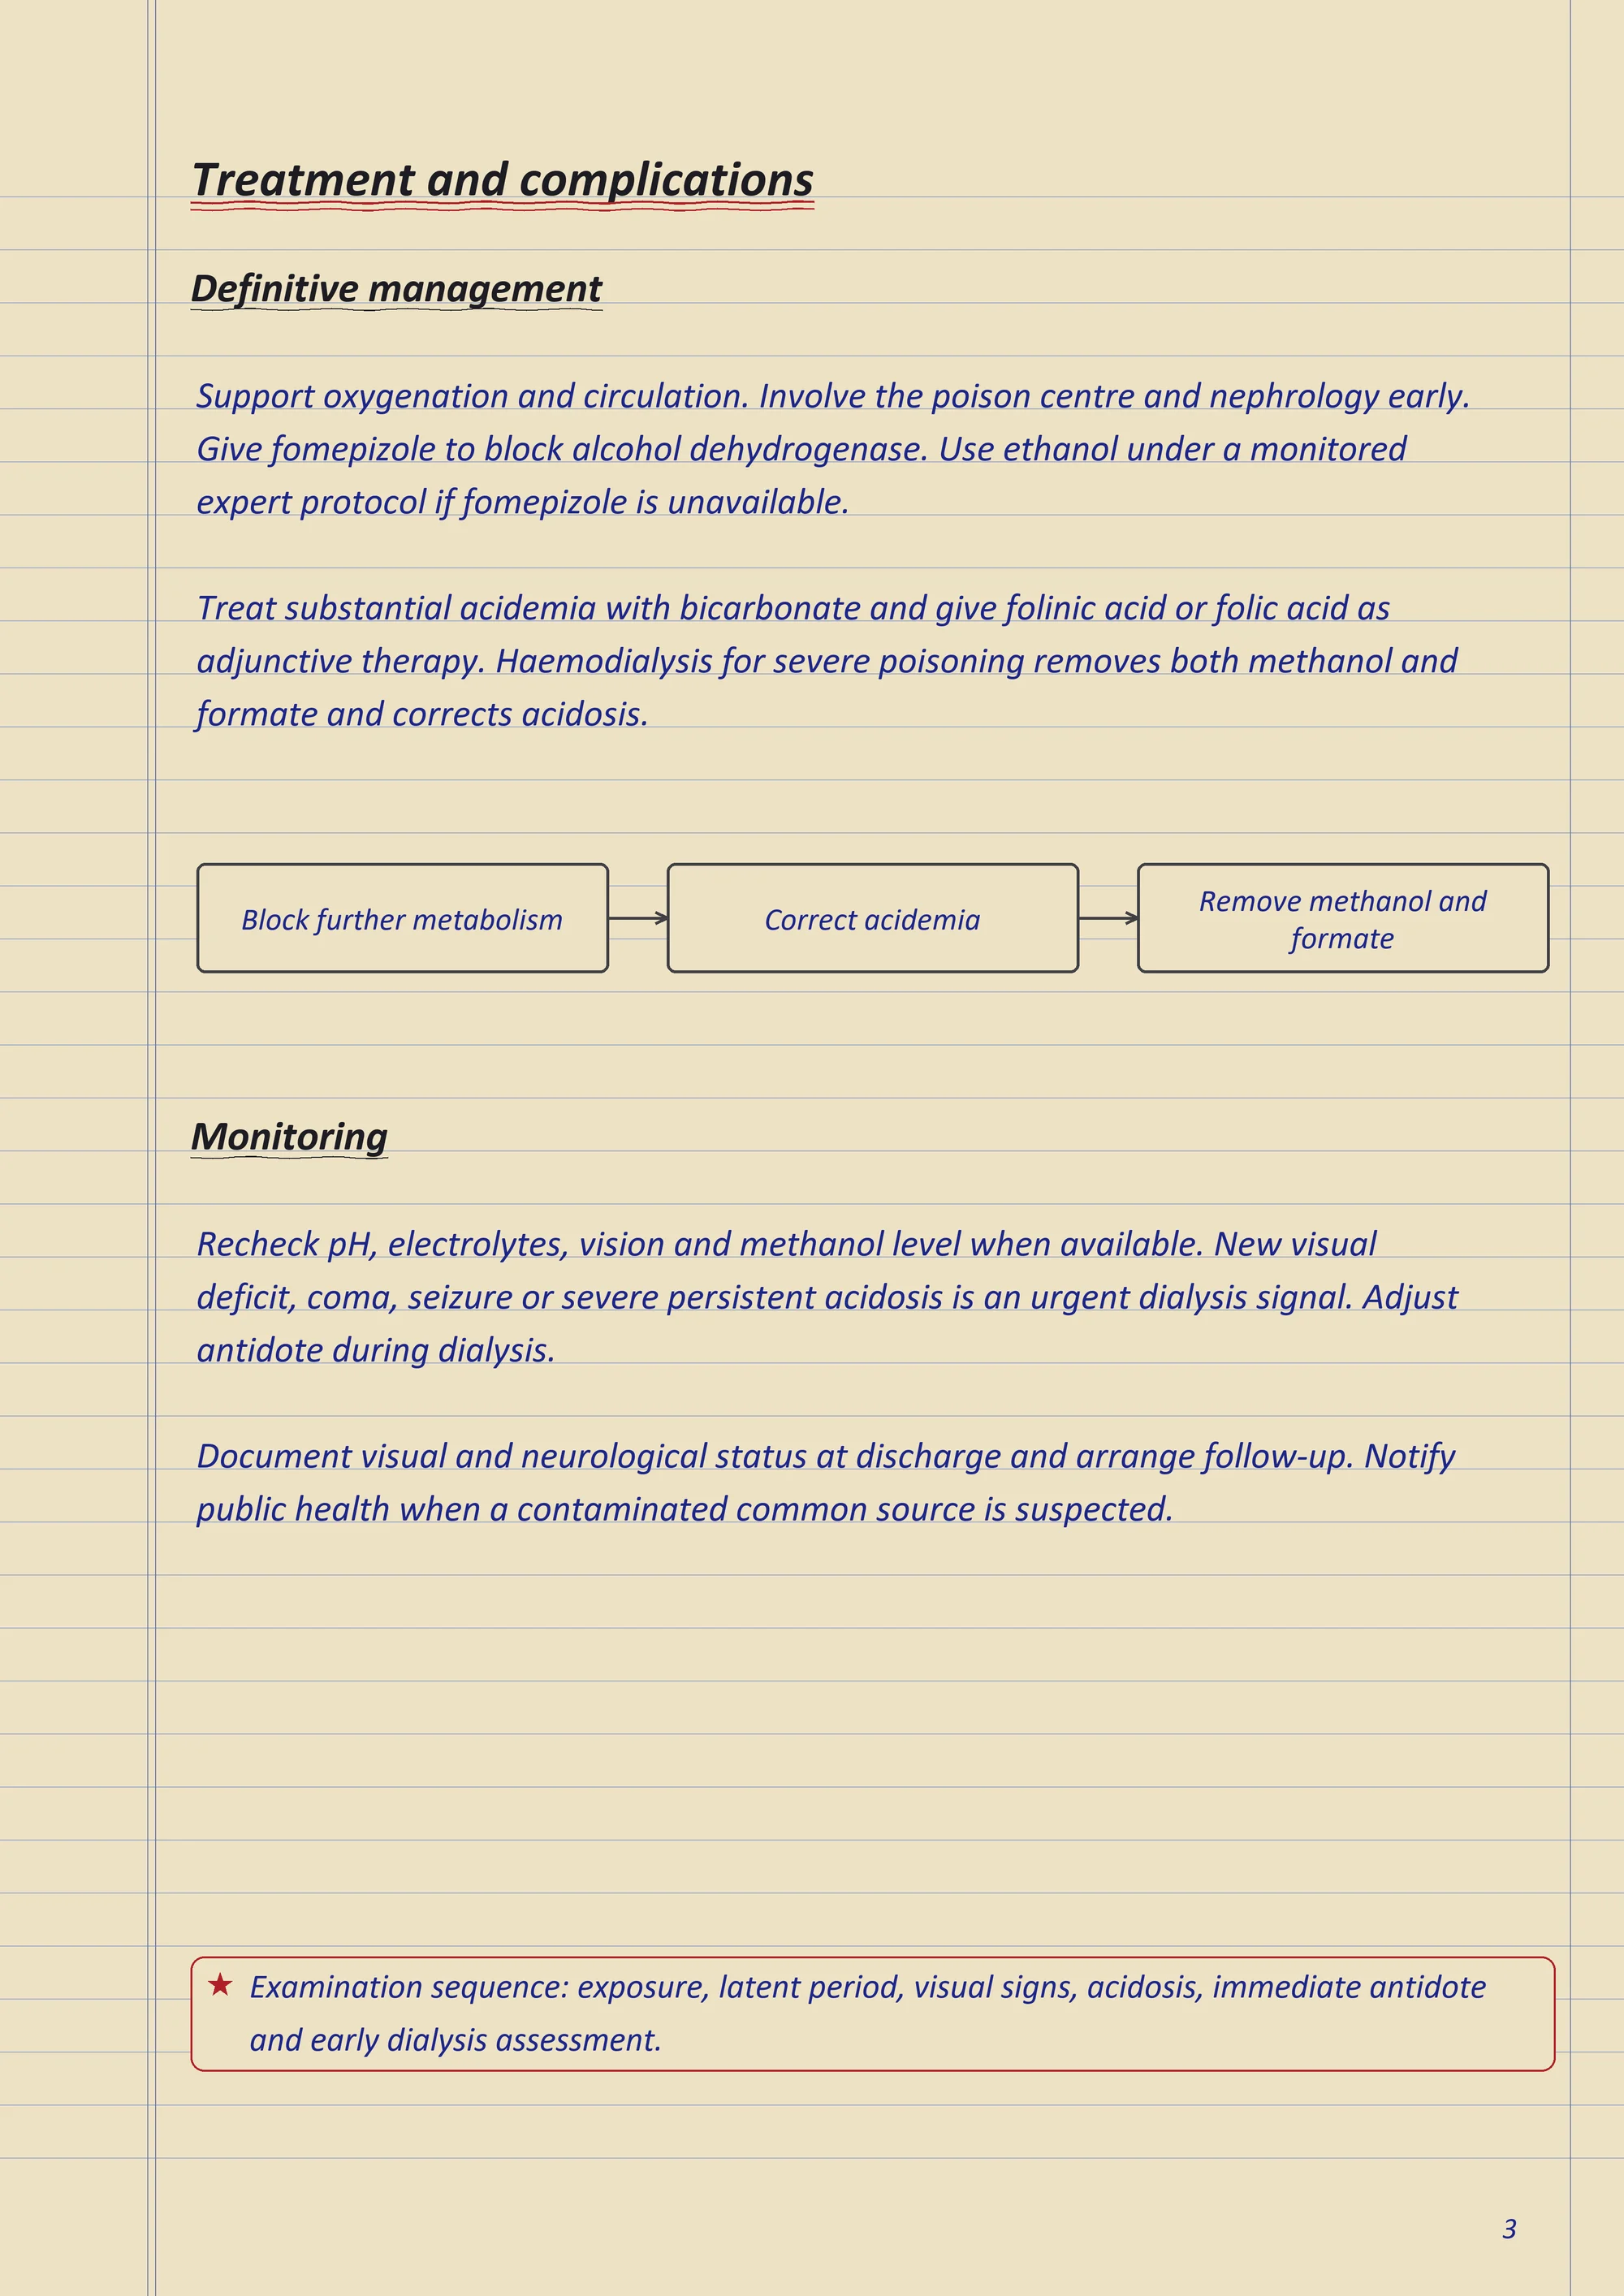 Treatment and complications
Definitive management
Support oxygenation and circulation. Involve the poison centre and nephrology early.
Give fomepizole to block alcohol dehydrogenase. Use ethanol under a monitored
expert protocol if fomepizole is unavailable.
Treat substantial acidemia with bicarbonate and give folinic acid or folic acid as
adjunctive therapy. Haemodialysis for severe poisoning removes both methanol and
formate and corrects acidosis.
Block further metabolism
Correct acidemia
Remove methanol and
formate
Monitoring
Recheck pH, electrolytes, vision and methanol level when available. New visual
deficit, coma, seizure or severe persistent acidosis is an urgent dialysis signal. Adjust
antidote during dialysis.
Document visual and neurological status at discharge and arrange follow-up. Notify
public health when a contaminated common source is suspected.
★ Examination sequence: exposure, latent period, visual signs, acidosis, immediate antidote
and early dialysis assessment.
3